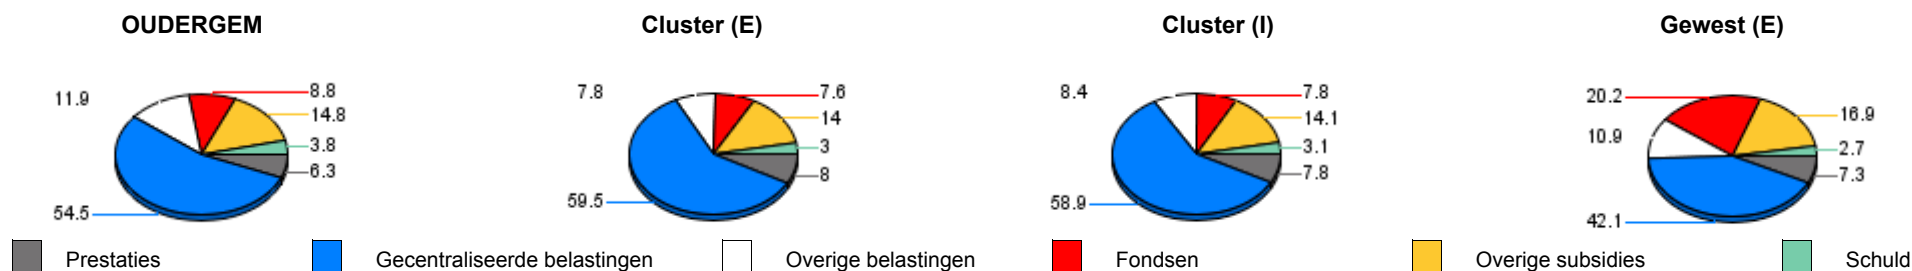 OUDERGEM Cluster (E) Cluster (I) Gewest (E)
11.9 8.8 14.8 3.8 6.3 54.5
7.8 7.6 14 3 8 59.5
8.4 7.8 14.1 3.1 7.8 58.9
20.2 10.9 16.9 2.7 7.3 42.1
Prestaties Gecentraliseerde belastingen Overige belastingen Fondsen Overige subsidies Schuld